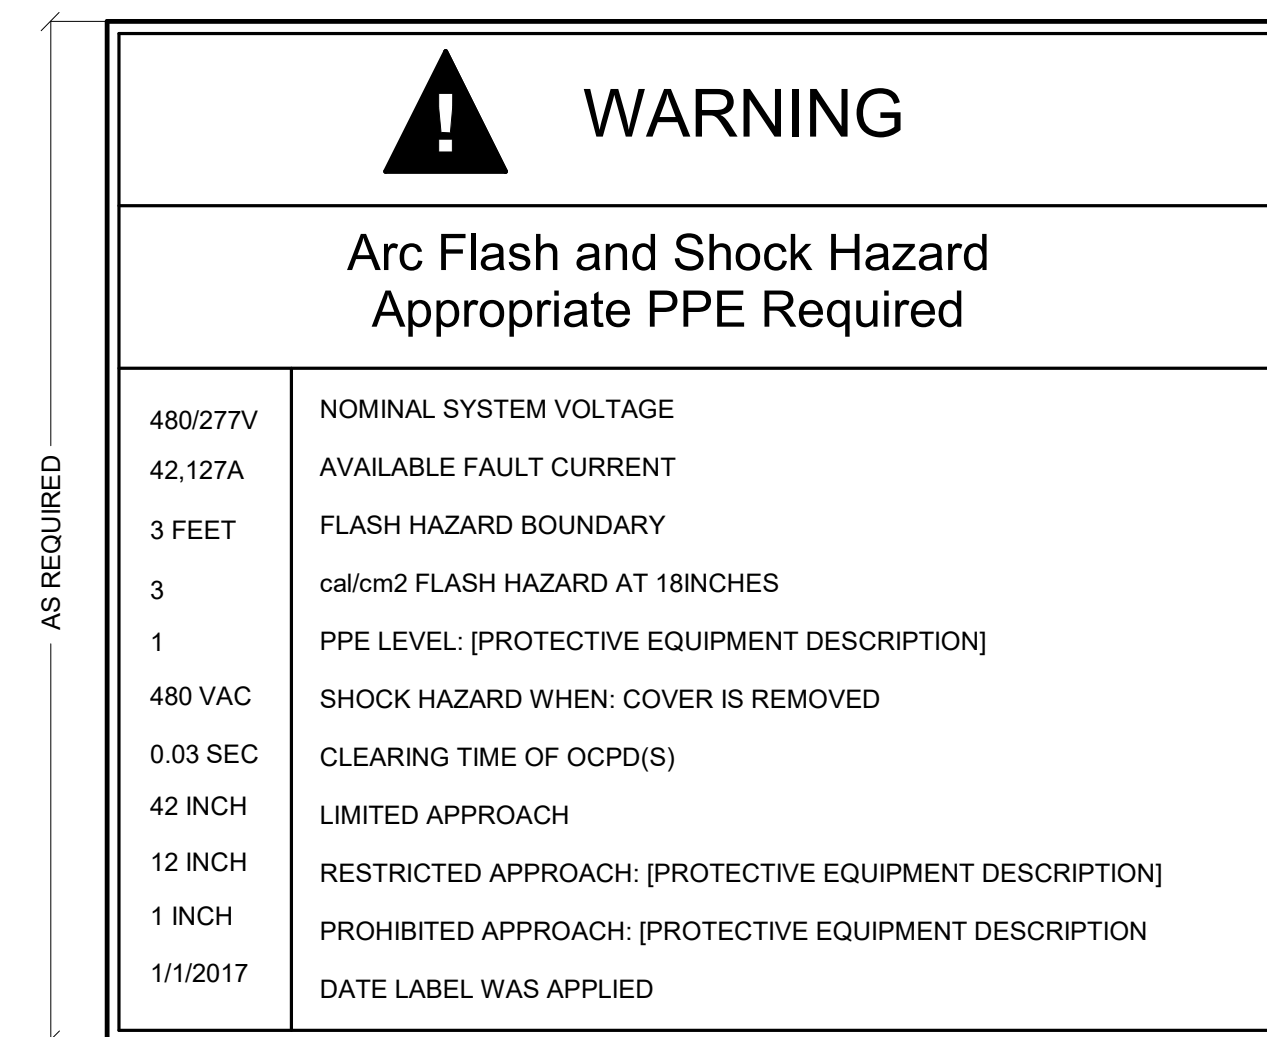 WARNING
Arc Flash and Shock Hazard
Appropriate PPE Required
480/277V NOMINAL SYSTEM VOLTAGE
42,127A AVAILABLE FAULT CURRENT
3 FEET FLASH HAZARD BOUNDARY
3 cal/cm2 FLASH HAZARD AT 18INCHES
1 PPE LEVEL: [PROTECTIVE EQUIPMENT DESCRIPTION]
480 VAC SHOCK HAZARD WHEN: COVER IS REMOVED
0.03 SEC CLEARING TIME OF OCPD(S)
42 INCH LIMITED APPROACH
12 INCH RESTRICTED APPROACH: [PROTECTIVE EQUIPMENT DESCRIPTION]
1 INCH PROHIBITED APPROACH: [PROTECTIVE EQUIPMENT DESCRIPTION
1/1/2017 DATE LABEL WAS APPLIED
AS REQUIRED